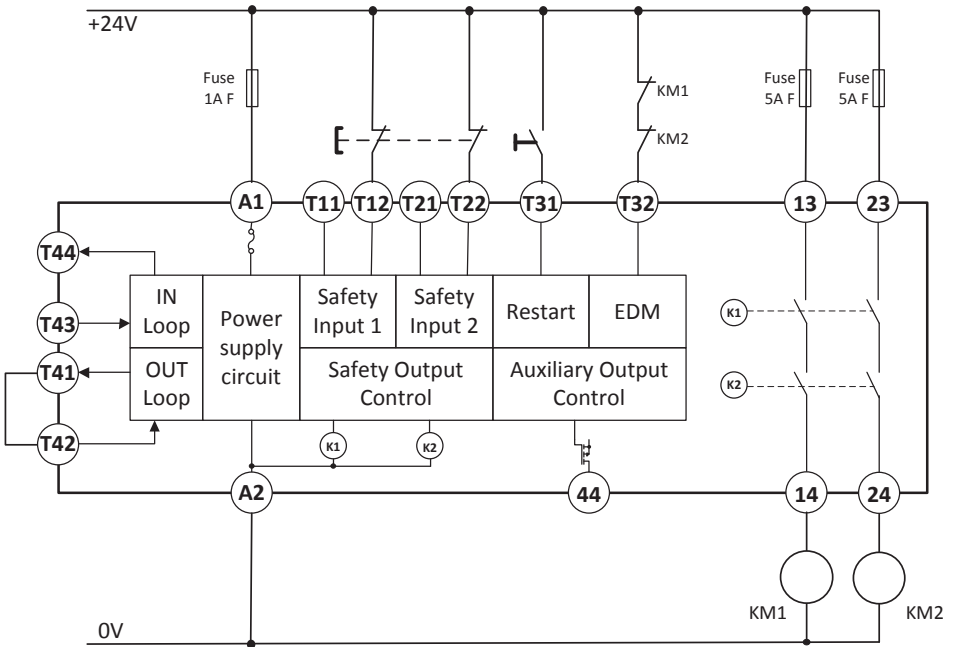 +24V
Fuse
1A F
KM1
KM2
Fuse
5A F
Fuse
5A F
A1
T11
T12
T21
T22
T31
T32
13
23
T44
T43
T41
T42
IN
Loop
OUT
Loop
Power
supply
circuit
Safety
Input 1
Safety
Input 2
Restart
EDM
Safety Output
Control
Auxiliary Output
Control
K1
K2
K1
K2
A2
44
14
24
KM1
KM2
0V